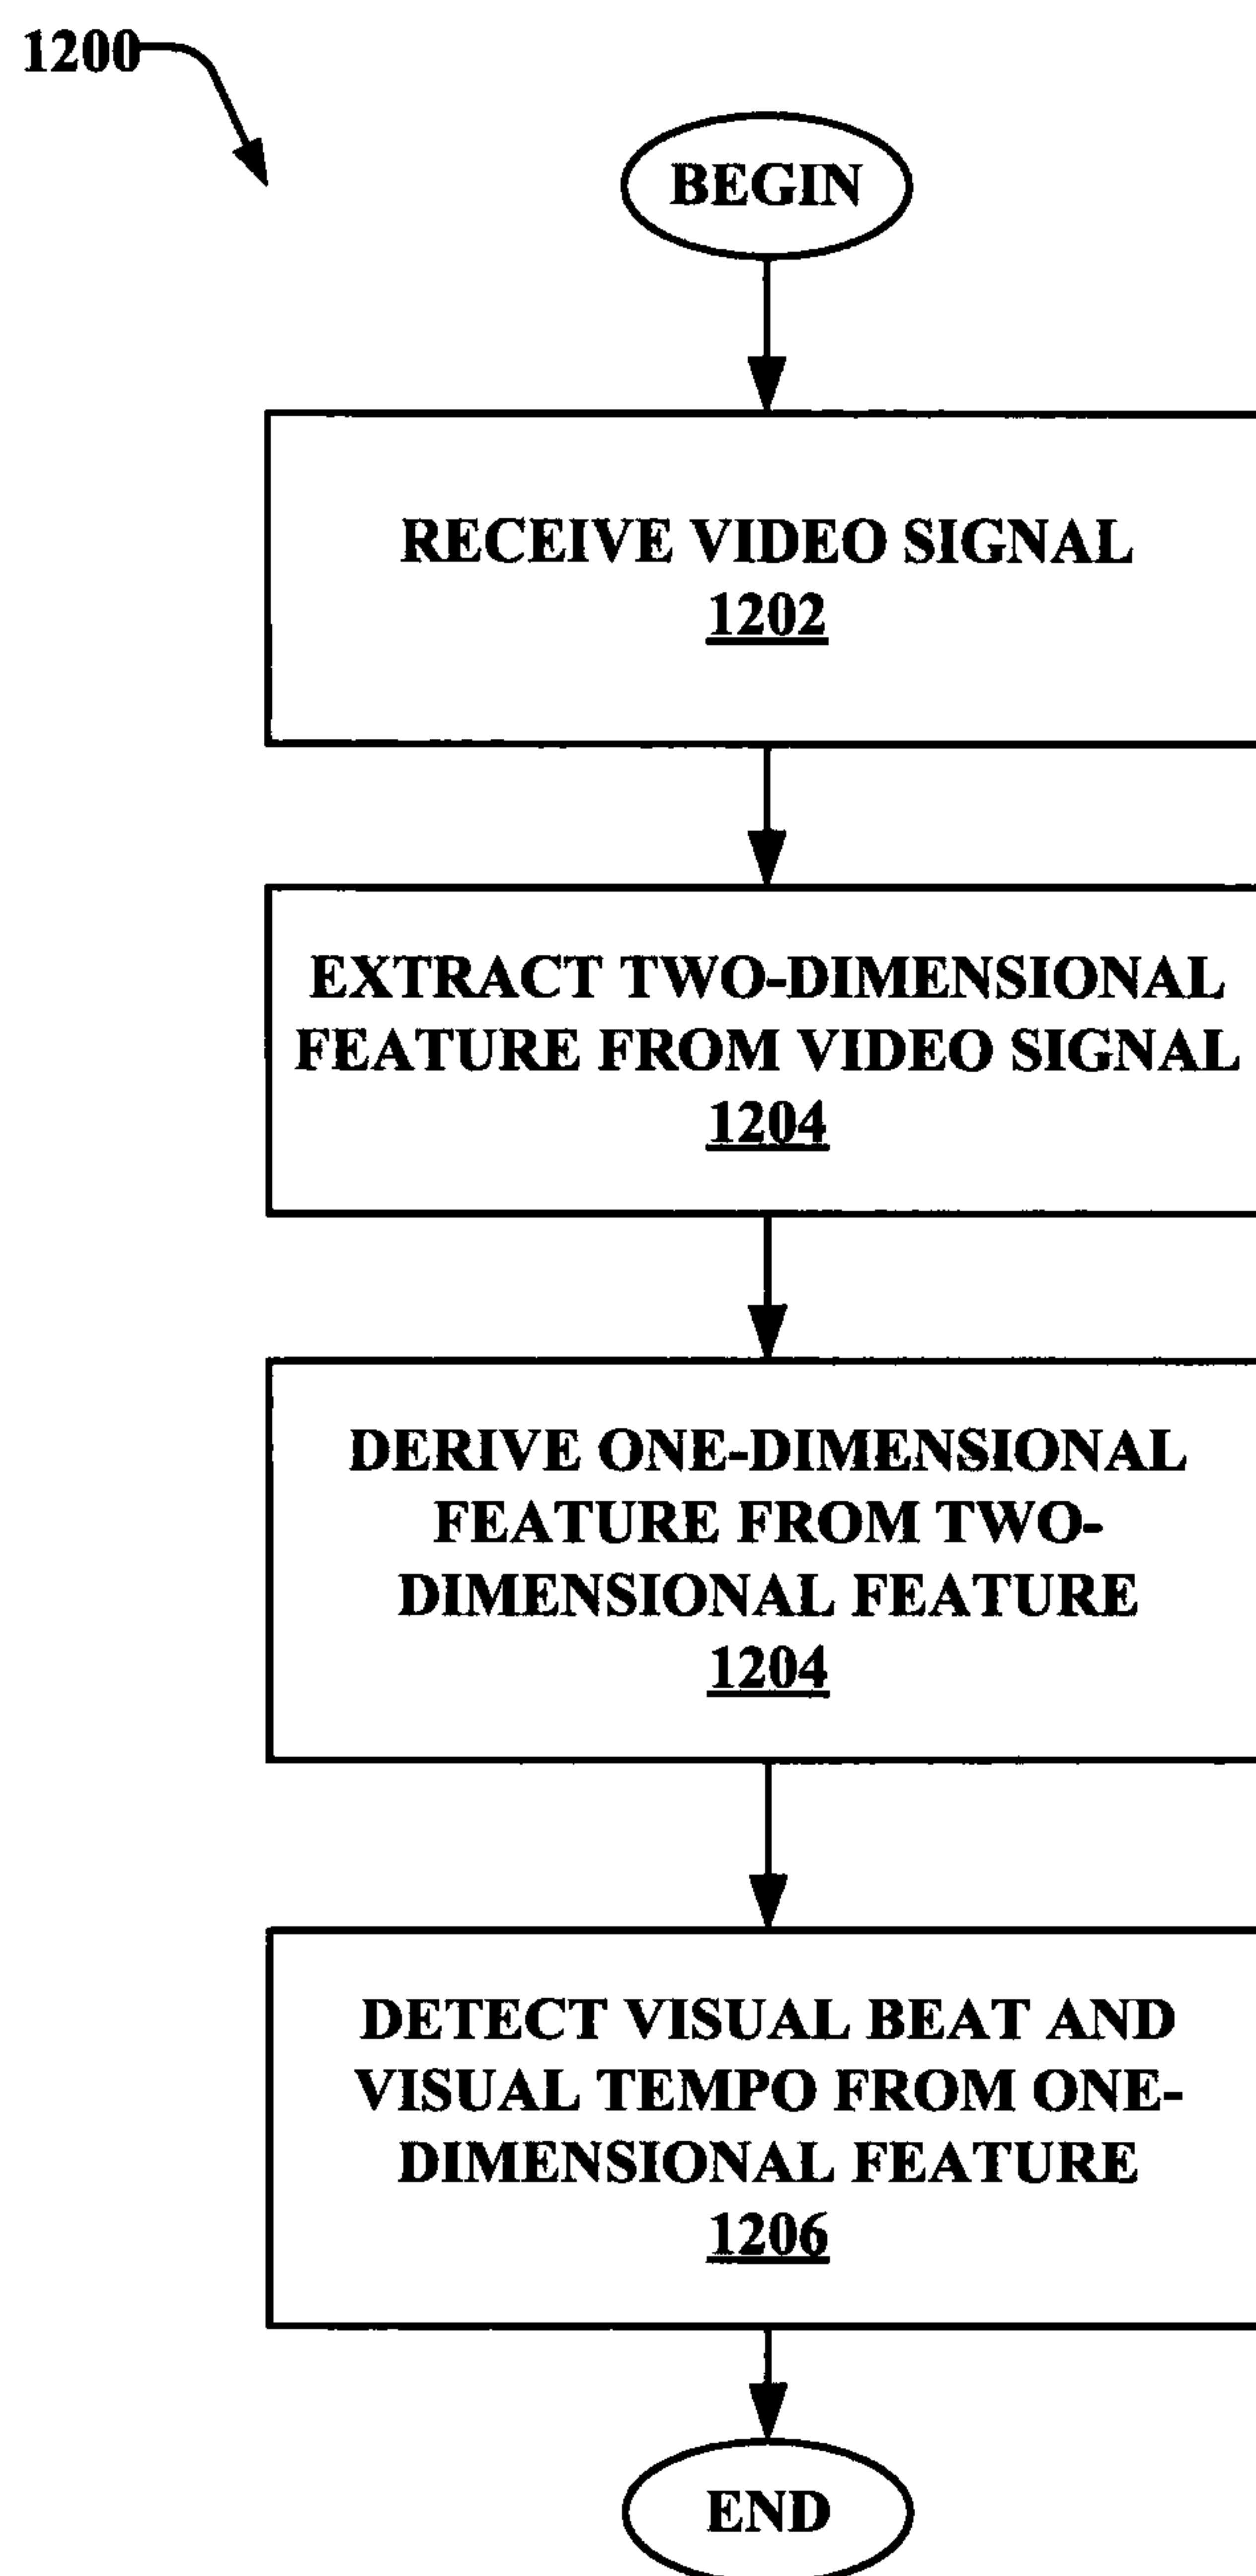 1200
BEGIN
RECEIVE VIDEO SIGNAL
1202
EXTRACT TWO-DIMENSIONAL
FEATURE FROM VIDEO SIGNAL
1204
DERIVE ONE-DIMENSIONAL
FEATURE FROM TWO-
DIMENSIONAL FEATURE
1204
DETECT VISUAL BEAT AND
VISUAL TEMPO FROM ONE-
DIMENSIONAL FEATURE
1206
END